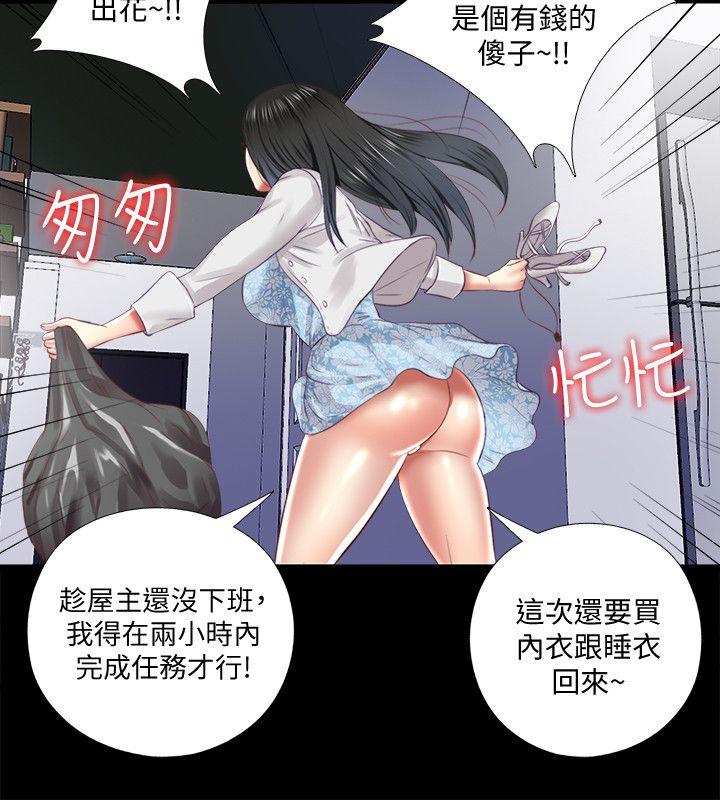 出花~!!
是個有錢的
傻子~!!
匆匆
忙忙
趁屋主還沒下班，
我得在兩小時內
完成任務才行!
這次還要買
內衣跟睡衣
回來~